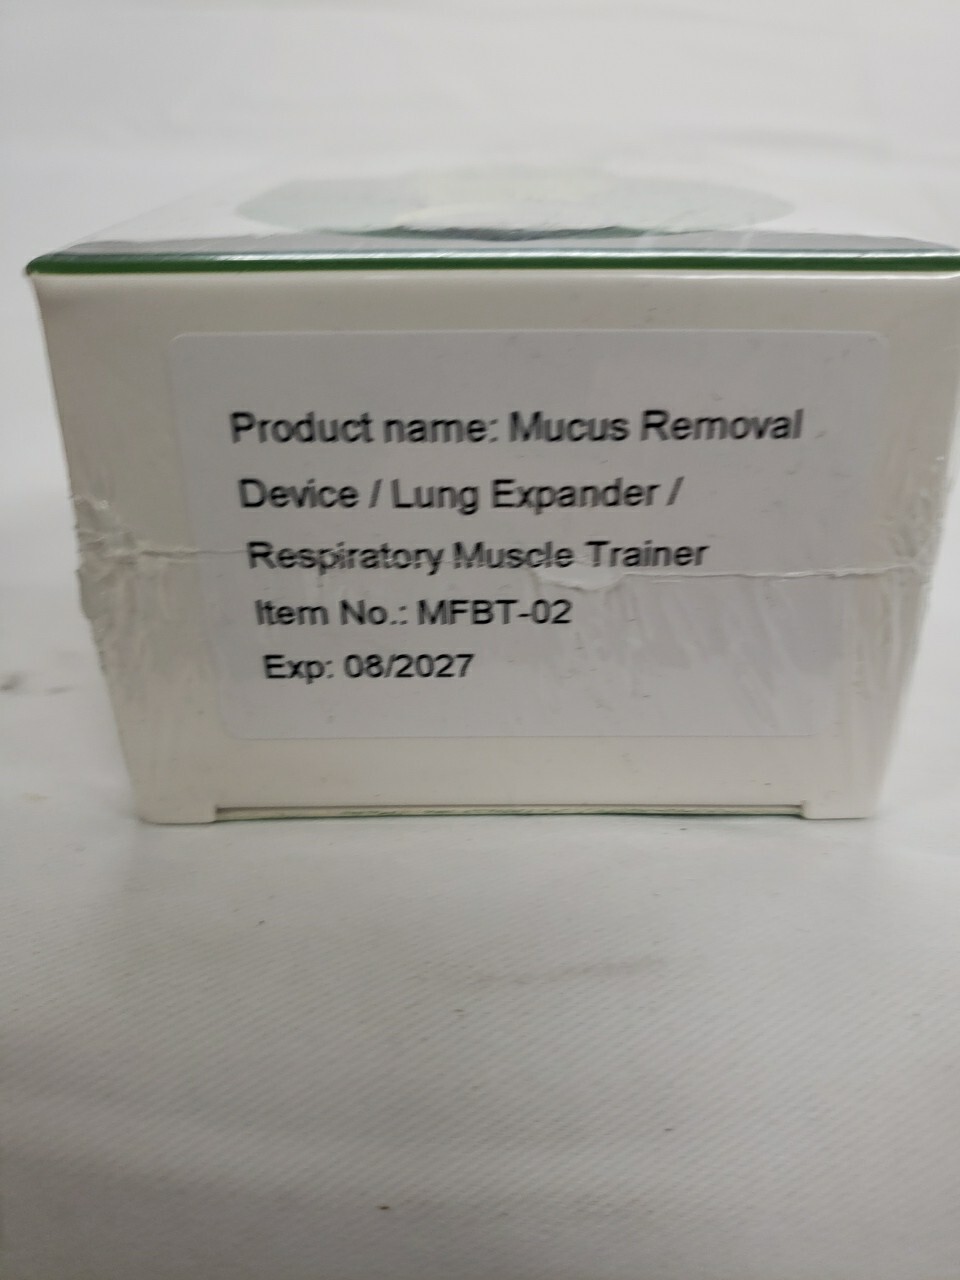 Product name: Mucus Removal
Device / Lung Expander /
Respiratory Muscle Trainer
Item No.: MFBT-02
Exp: 08/2027